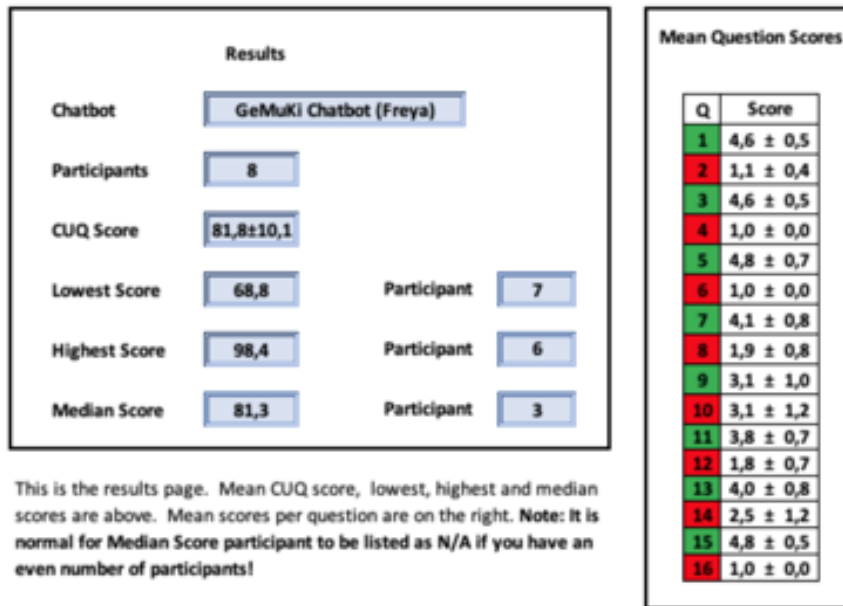 Results
Chatbot GeMuKi Chatbot (Freya)
Participants 8
CUQ Score 81,8±10,1
Lowest Score 68,8 Participant 7
Highest Score 98,4 Participant 6
Median Score 81,3 Participant 3
This is the results page. Mean CUQ score, lowest, highest and median
scores are above. Mean scores per question are on the right. Note: It is
normal for Median Score participant to be listed as N/A if you have an
even number of participants!
Mean Question Scores
Q Score
1 4,6 ± 0,5
2 1,1 ± 0,4
3 4,6 ± 0,5
4 1,0 ± 0,0
5 4,8 ± 0,7
6 1,0 ± 0,0
7 4,1 ± 0,8
8 1,9 ± 0,8
9 3,1 ± 1,0
10 3,1 ± 1,2
11 3,8 ± 0,7
12 1,8 ± 0,7
13 4,0 ± 0,8
14 2,5 ± 1,2
15 4,8 ± 0,5
16 1,0 ± 0,0